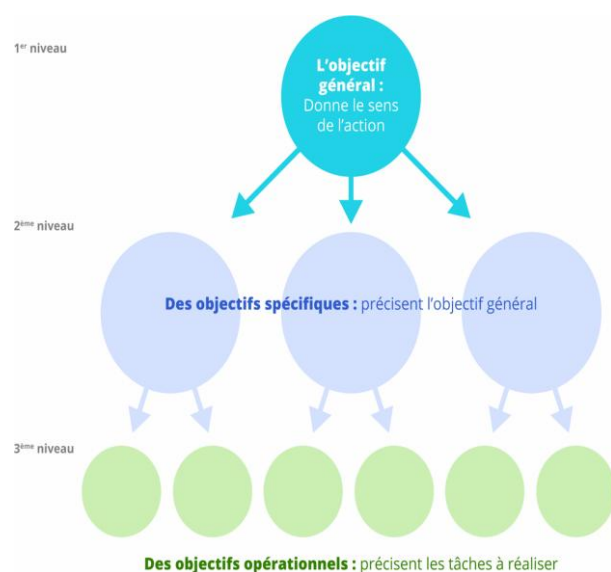 1er niveau
L'objectif
général :
Donne le sens
de l'action
2ème niveau
Des objectifs spécifiques : précisent l'objectif général
3ème niveau
Des objectifs opérationnels : précisent les tâches à réaliser